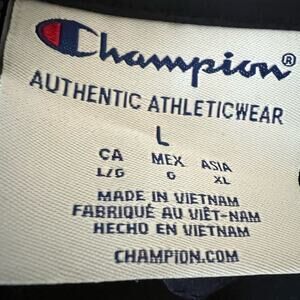 Champion®
AUTHENTIC ATHLETICWEAR
L
CA MEX ASIA
L/G G XL
MADE IN VIETNAM
FABRIQUÉ AU VIÊT-NAM
HECHO EN VIETNAM
CHAMPION.COM